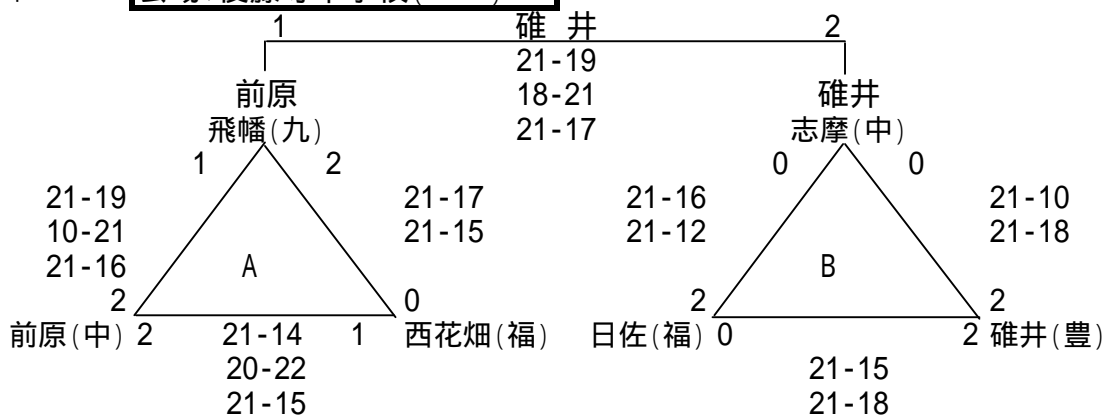 1 碓 井 2
21-19
18-21
21-17
前原 碓井
飛幡(九) 志摩(中)
1 2 0 0
21-19 21-17 21-16 21-10
10-21 21-15 21-12 21-18
21-16 A B
2 0 2 2
前原(中) 2 21-14 1 西花畑(福) 日佐(福) 0 2 碓井(豊)
20-22 21-15
21-15 21-18